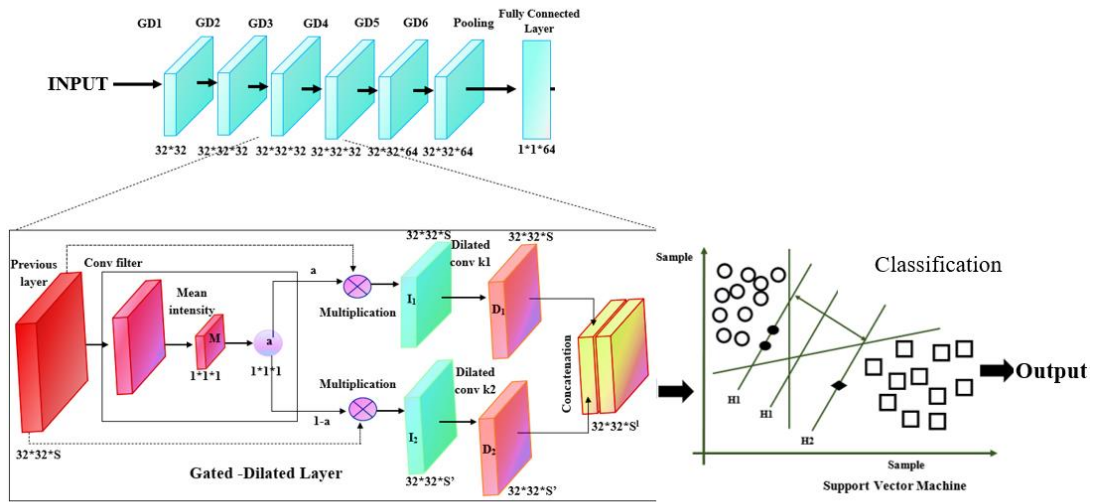 GD1 GD2 GD3 GD4 GD5 GD6 Pooling Fully Connected
Layer
INPUT
32*32 32*32*32 32*32*32 32*32*32 32*32*64 32*32*64 1*1*64
Previous
layer
Conv filter
Mean
intensity
M
1*1*1
a
1*1*1
a
Multiplication
32*32*S
Dilated
conv k1
32*32*S
I₁
D₁
Multiplication
1-a
Dilated
conv k2
I₂
D₂
32*32*S'
32*32*S'
Concatenation
32*32*S¹
32*32*S
Gated -Dilated Layer
Sample
Classification
H1
H1
H2
Sample
Support Vector Machine
Output